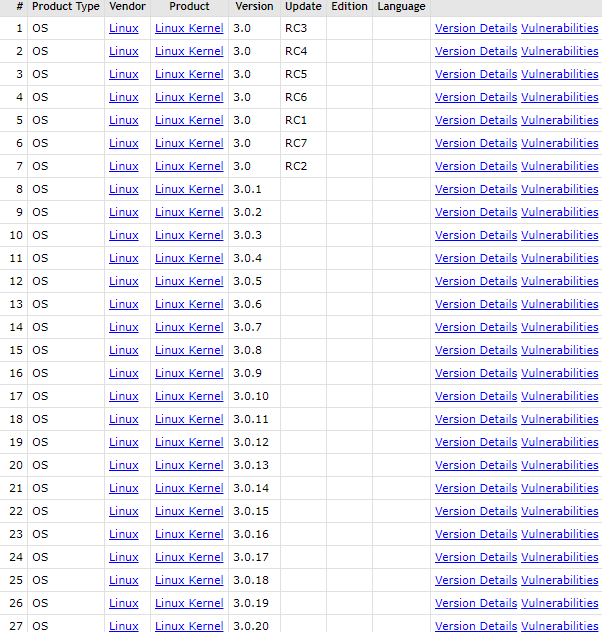 # Product Type Vendor Product Version Update Edition Language
1 OS Linux Linux Kernel 3.0 RC3 Version Details Vulnerabilities
2 OS Linux Linux Kernel 3.0 RC4 Version Details Vulnerabilities
3 OS Linux Linux Kernel 3.0 RC5 Version Details Vulnerabilities
4 OS Linux Linux Kernel 3.0 RC6 Version Details Vulnerabilities
5 OS Linux Linux Kernel 3.0 RC1 Version Details Vulnerabilities
6 OS Linux Linux Kernel 3.0 RC7 Version Details Vulnerabilities
7 OS Linux Linux Kernel 3.0 RC2 Version Details Vulnerabilities
8 OS Linux Linux Kernel 3.0.1 Version Details Vulnerabilities
9 OS Linux Linux Kernel 3.0.2 Version Details Vulnerabilities
10 OS Linux Linux Kernel 3.0.3 Version Details Vulnerabilities
11 OS Linux Linux Kernel 3.0.4 Version Details Vulnerabilities
12 OS Linux Linux Kernel 3.0.5 Version Details Vulnerabilities
13 OS Linux Linux Kernel 3.0.6 Version Details Vulnerabilities
14 OS Linux Linux Kernel 3.0.7 Version Details Vulnerabilities
15 OS Linux Linux Kernel 3.0.8 Version Details Vulnerabilities
16 OS Linux Linux Kernel 3.0.9 Version Details Vulnerabilities
17 OS Linux Linux Kernel 3.0.10 Version Details Vulnerabilities
18 OS Linux Linux Kernel 3.0.11 Version Details Vulnerabilities
19 OS Linux Linux Kernel 3.0.12 Version Details Vulnerabilities
20 OS Linux Linux Kernel 3.0.13 Version Details Vulnerabilities
21 OS Linux Linux Kernel 3.0.14 Version Details Vulnerabilities
22 OS Linux Linux Kernel 3.0.15 Version Details Vulnerabilities
23 OS Linux Linux Kernel 3.0.16 Version Details Vulnerabilities
24 OS Linux Linux Kernel 3.0.17 Version Details Vulnerabilities
25 OS Linux Linux Kernel 3.0.18 Version Details Vulnerabilities
26 OS Linux Linux Kernel 3.0.19 Version Details Vulnerabilities
27 OS Linux Linux Kernel 3.0.20 Version Details Vulnerabilities